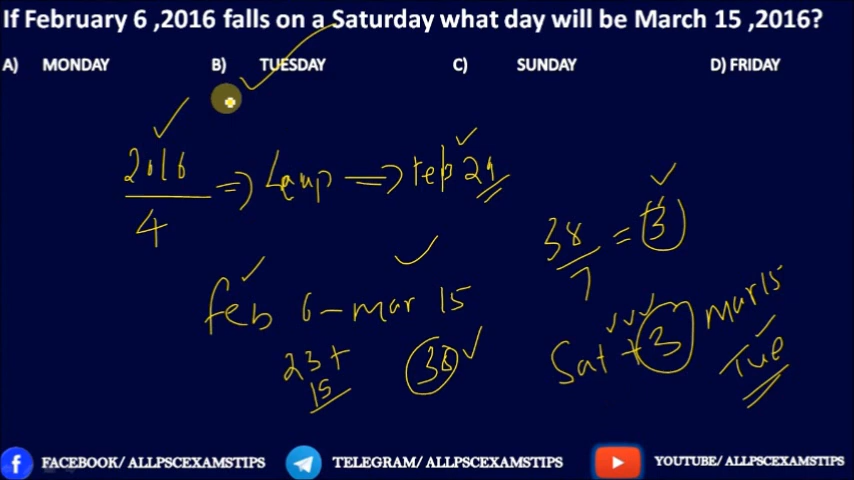 If February 6 ,2016 falls on a Saturday what day will be March 15 ,2016?
A) MONDAY B) TUESDAY C) SUNDAY D) FRIDAY
2016
4
=> Leap => Feb 29
38
7
= 3
Feb 6 - mar 15
23 +
15
38
Sat + 3
mar 15
Tue
FACEBOOK/ ALLPSCEXAMSTIPS TELEGRAM/ ALLPSCEXAMSTIPS YOUTUBE/ ALLPSCEXAMSTIPS